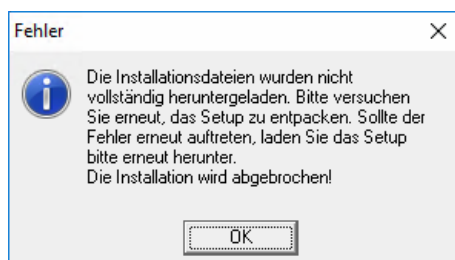 Fehler
Die Installationsdateien wurden nicht
vollständig heruntergeladen. Bitte versuchen
Sie erneut, das Setup zu entpacken. Sollte der
Fehler erneut auftreten, laden Sie das Setup
bitte erneut herunter.
Die Installation wird abgebrochen!
OK